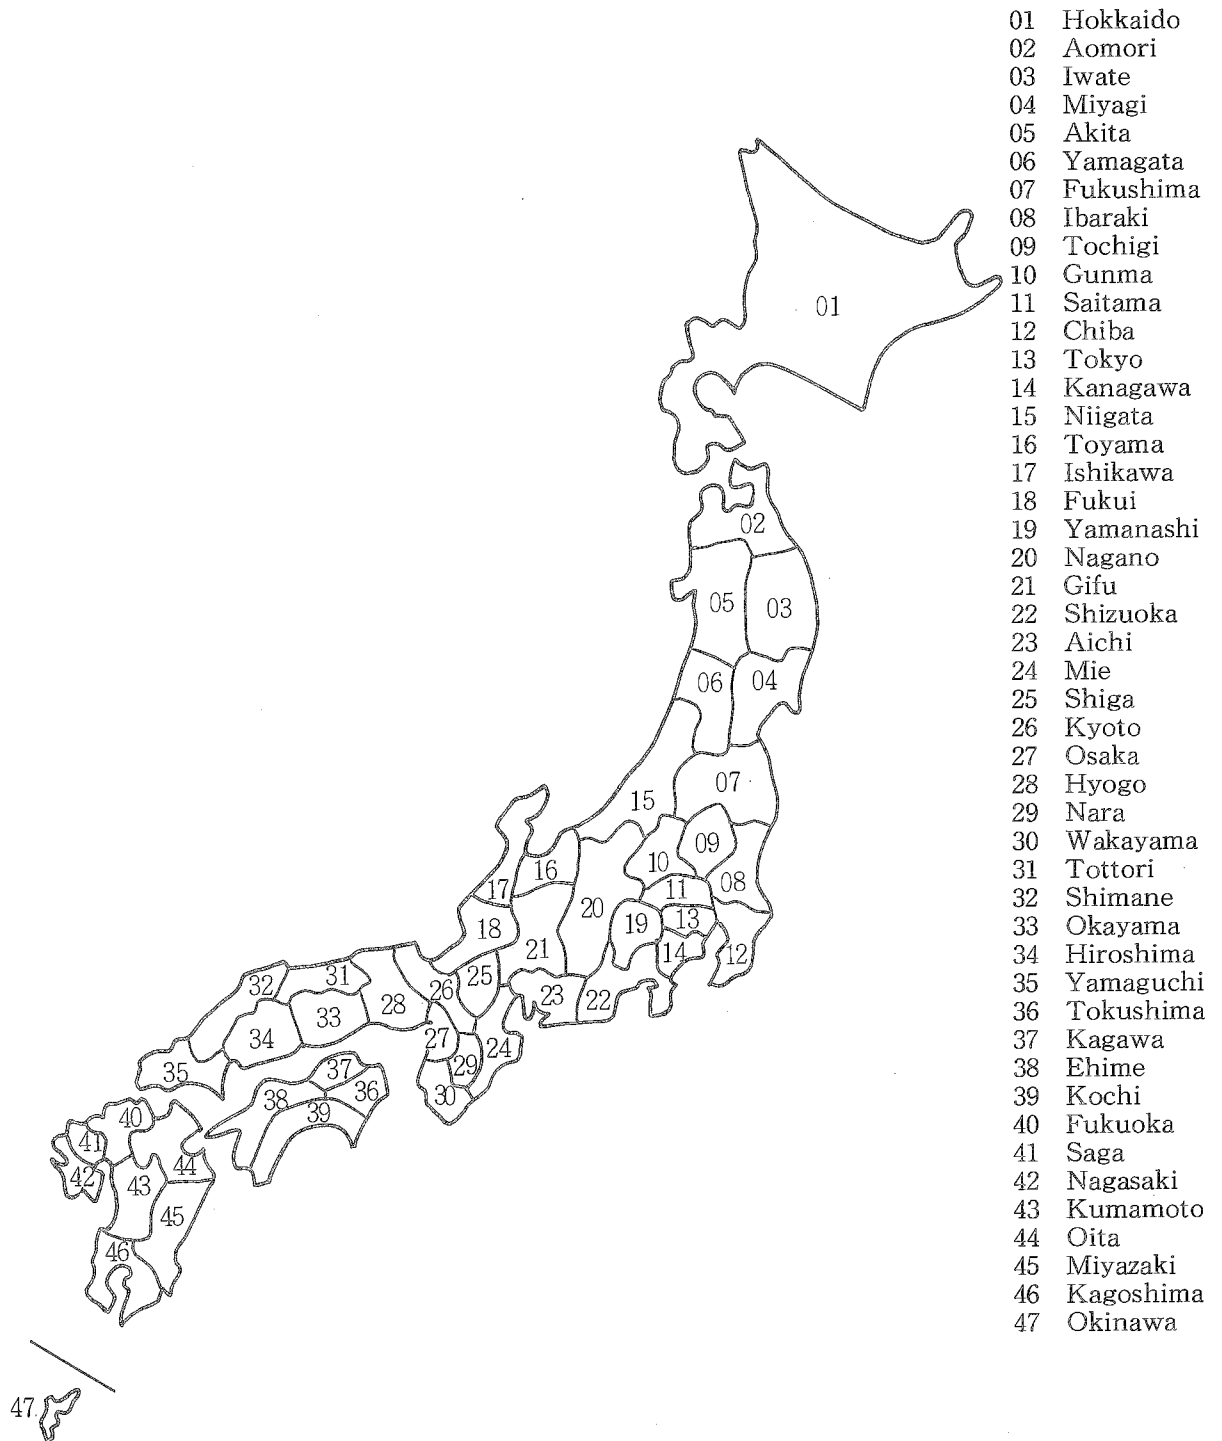 01 Hokkaido
02 Aomori
03 Iwate
04 Miyagi
05 Akita
06 Yamagata
07 Fukushima
08 Ibaraki
09 Tochigi
10 Gunma
11 Saitama
12 Chiba
13 Tokyo
14 Kanagawa
15 Niigata
16 Toyama
17 Ishikawa
18 Fukui
19 Yamanashi
20 Nagano
21 Gifu
22 Shizuoka
23 Aichi
24 Mie
25 Shiga
26 Kyoto
27 Osaka
28 Hyogo
29 Nara
30 Wakayama
31 Tottori
32 Shimane
33 Okayama
34 Hiroshima
35 Yamaguchi
36 Tokushima
37 Kagawa
38 Ehime
39 Kochi
40 Fukuoka
41 Saga
42 Nagasaki
43 Kumamoto
44 Oita
45 Miyazaki
46 Kagoshima
47 Okinawa
01
02
05
03
06
04
07
15
09
10
16
08
17
11
20
13
19
18
21
14
12
25
31
32
26
23
22
28
33
34
27
24
29
35
37
36
30
38
39
40
41
44
42
43
45
46
47